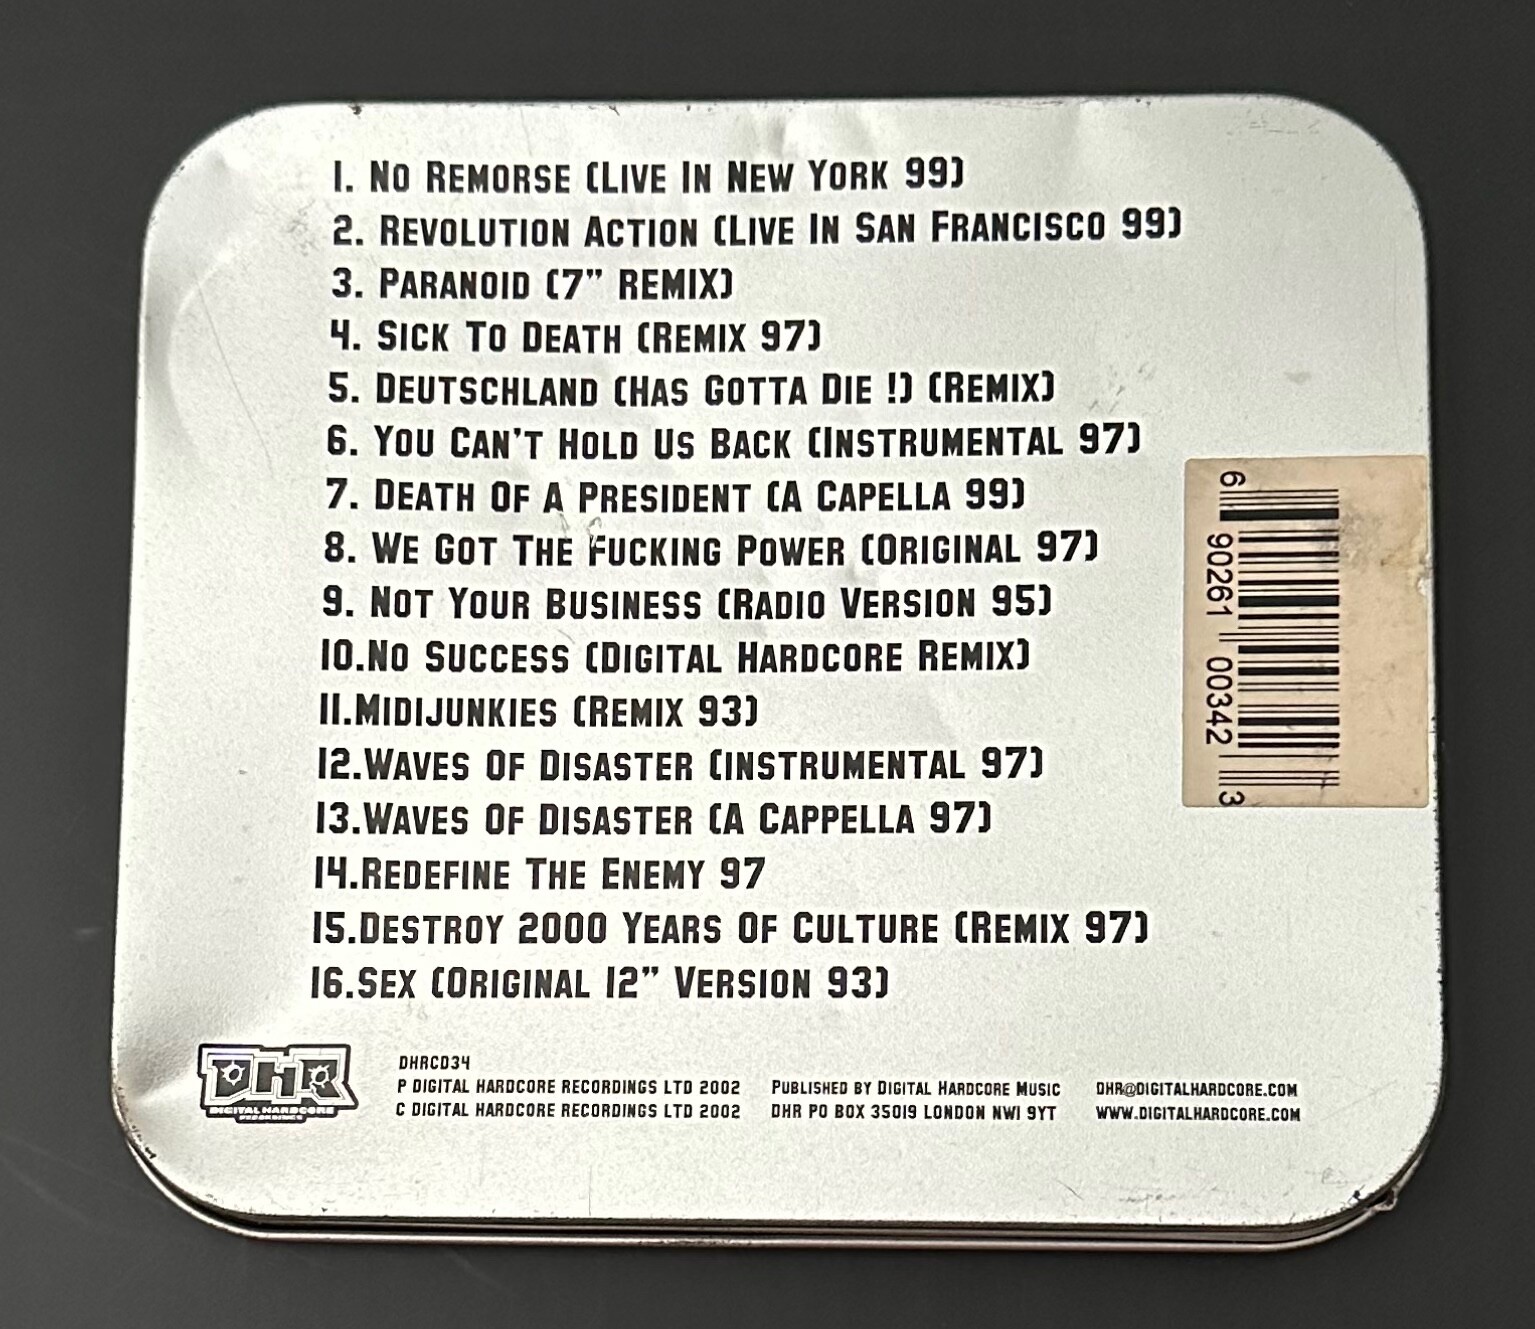 1. No Remorse (Live In New York 99)
2. Revolution Action (Live In San Francisco 99)
3. Paranoid (7" REMIX)
4. Sick To Death (Remix 97)
5. Deutschland (Has Gotta Die !) (Remix)
6. You Can't Hold Us Back (Instrumental 97)
7. Death Of A President (A Capella 99)
8. We Got The Fucking Power (Original 97)
9. Not Your Business (Radio Version 95)
10.No Success (Digital Hardcore Remix)
11.Midijunkies (Remix 93)
12.Waves Of Disaster (instrumental 97)
13.Waves Of Disaster (A Cappella 97)
14.Redefine The Enemy 97
15.Destroy 2000 Years Of Culture (Remix 97)
16.Sex (Original 12" Version 93)
6 90261 00342 3
DHR
DIGITAL HARDCORE
DHRCD34
P DIGITAL HARDCORE RECORDINGS LTD 2002 Published by Digital Hardcore Music DHR@DIGITALHARDCORE.COM
C DIGITAL HARDCORE RECORDINGS LTD 2002 DHR PO BOX 35019 LONDON NW1 9YT WWW.DIGITALHARDCORE.COM